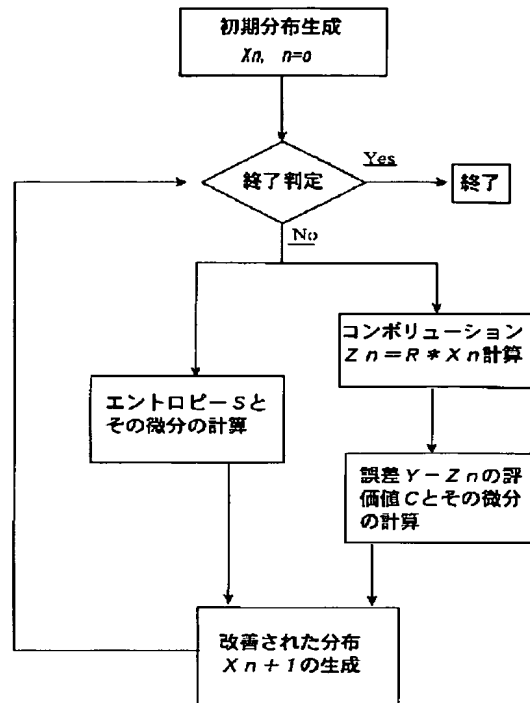 初期分布生成
Xn, n=o
終了判定
Yes
終了
No
コンボリューション
Zn=R*Xn計算
エントロピーSと
その微分の計算
誤差Y-Znの評
価値Cとその微分
の計算
改善された分布
Xn+1の生成